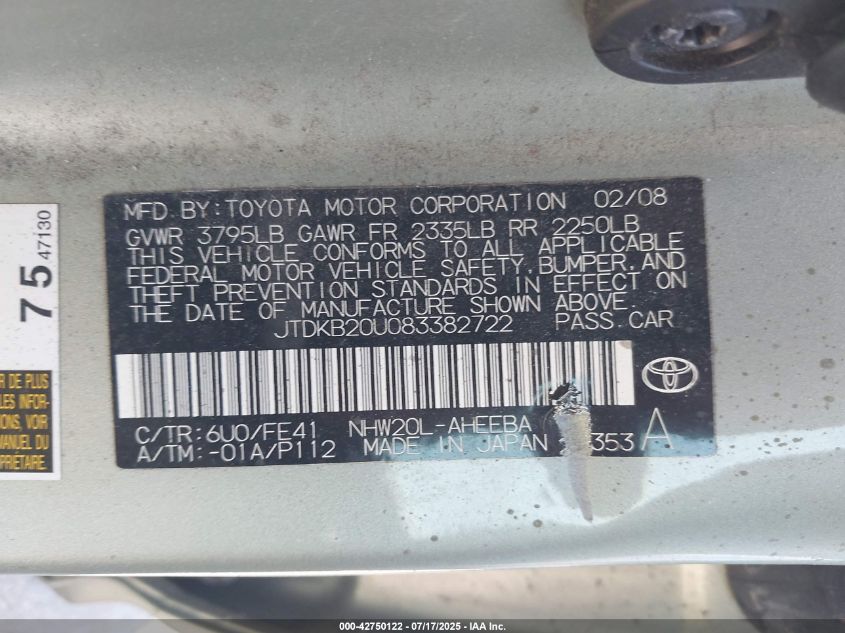 MFD. BY: TOYOTA MOTOR CORPORATION 02/08
GVWR 3795LB GAWR FR 2335LB RR 2250LB
THIS VEHICLE CONFORMS TO ALL APPLICABLE
FEDERAL MOTOR VEHICLE SAFETY, BUMPER, AND
THEFT PREVENTION STANDARDS IN EFFECT ON
THE DATE OF MANUFACTURE SHOWN ABOVE.
JTDKB20U083382722 PASS. CAR
C/TR: 6U0/FE41 NHW20L-AHEEBA
A/TM: -01A/P112 MADE IN JAPAN 353 A
75 47130
R DE PLUS
LES INFOR-
S, VOIR
MANUEL
PRIÉTAIRE.
000-42750122 - 07/17/2025 - IAA Inc.